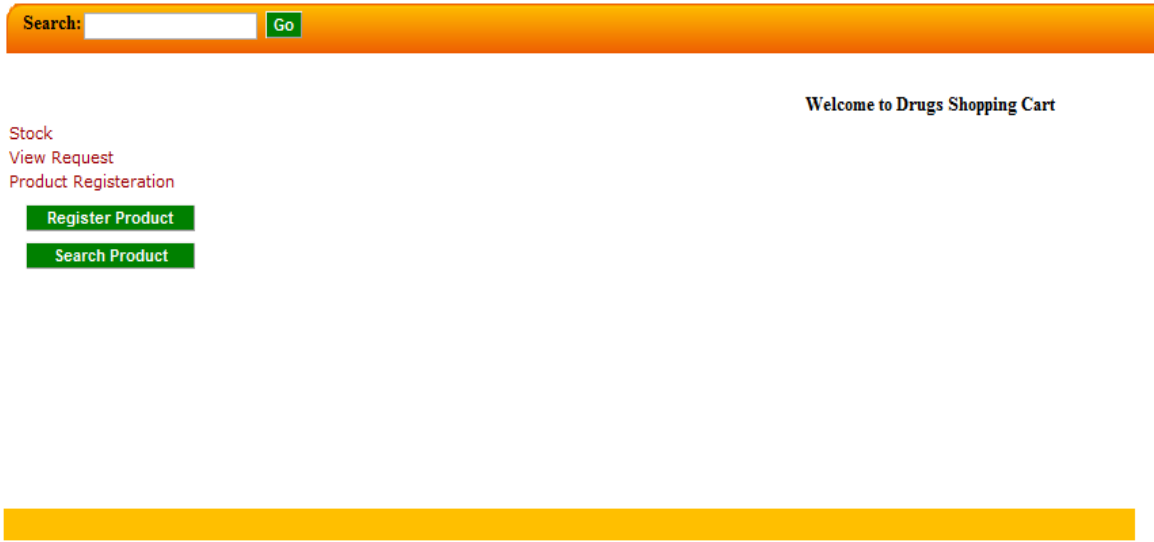 Search: Go
Welcome to Drugs Shopping Cart
Stock
View Request
Product Registeration
Register Product
Search Product